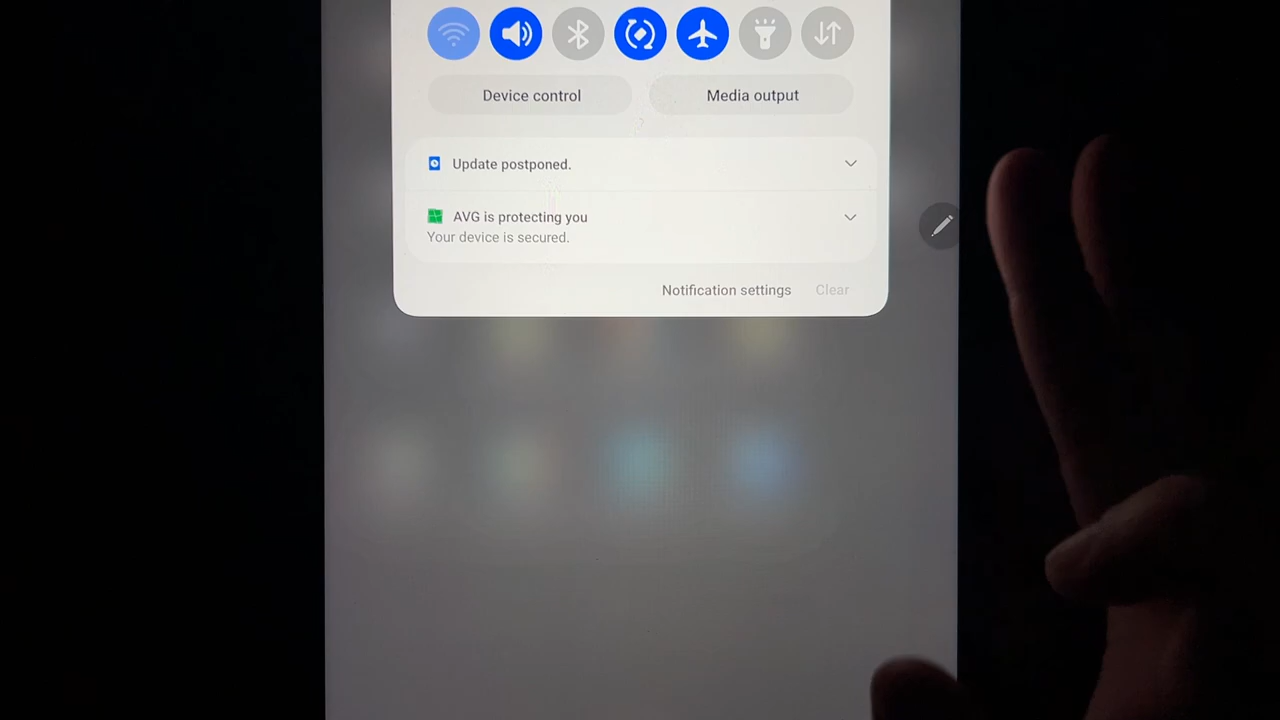 Device control
Media output
Update postponed.
AVG is protecting you
Your device is secured.
Notification settings
Clear